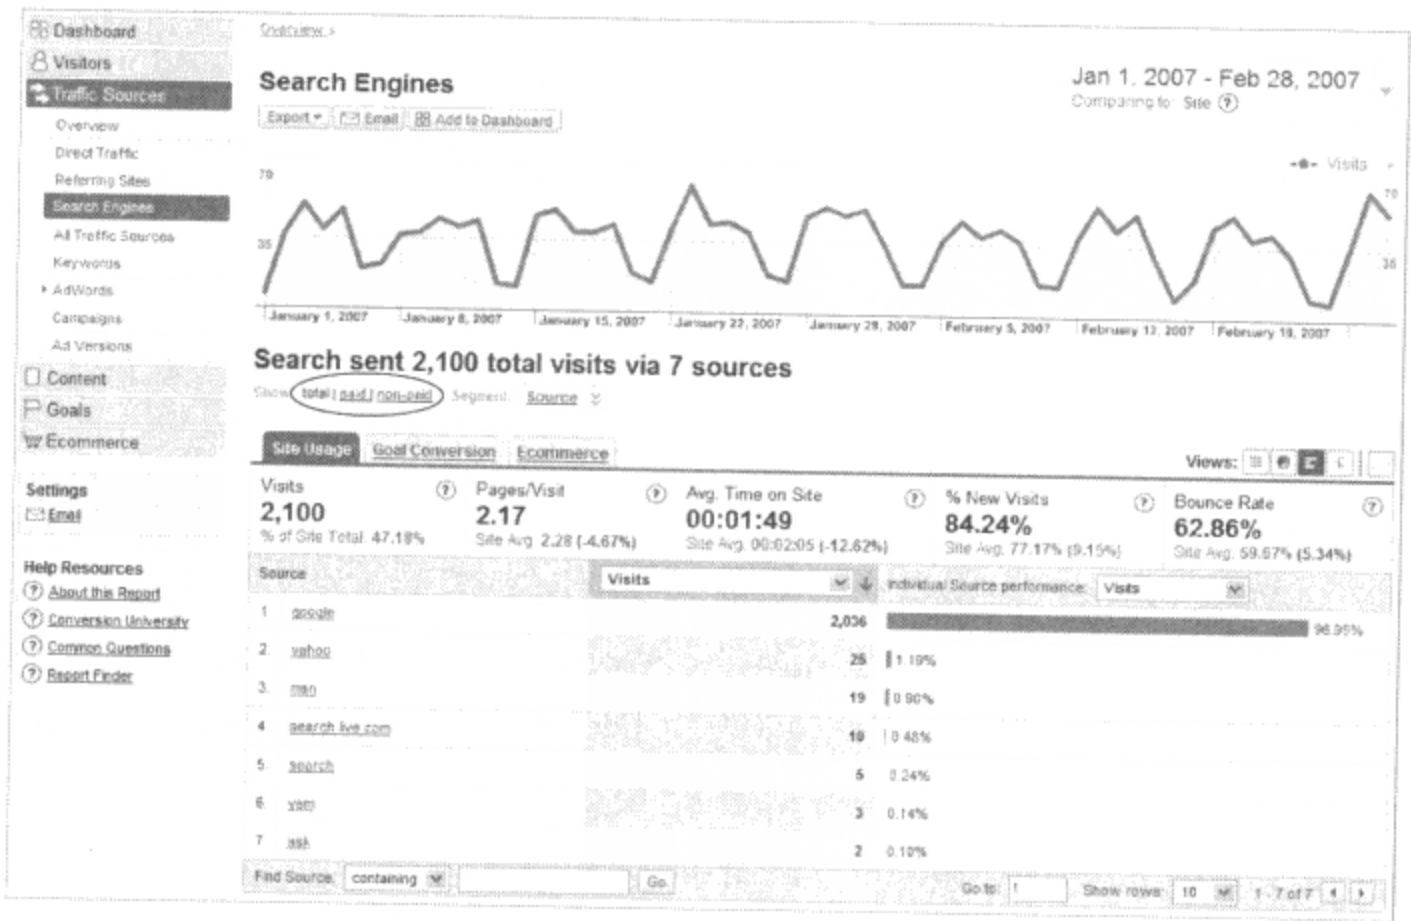 Dashboard
Visitors
Traffic Sources
Overview
Direct Traffic
Referring Sites
Search Engines
All Traffic Sources
Keywords
AdWords
Campaigns
Ad Versions
Content
Goals
Ecommerce
Settings
Email
Help Resources
About this Report
Conversion University
Common Questions
Report Finder
Overview »
Search Engines
Jan 1, 2007 - Feb 28, 2007
Comparing to: Site
Export Email Add to Dashboard
Visits
70 70
35 35
January 1, 2007 January 8, 2007 January 15, 2007 January 22, 2007 January 29, 2007 February 5, 2007 February 12, 2007 February 19, 2007
Search sent 2,100 total visits via 7 sources
Show: total | paid | non-paid Segment: Source
Site Usage Goal Conversion Ecommerce Views:
Visits Pages/Visit Avg. Time on Site % New Visits Bounce Rate
2,100 2.17 00:01:49 84.24% 62.86%
% of Site Total: 47.18% Site Avg: 2.28 (-4.67%) Site Avg: 00:02:05 (-12.62%) Site Avg: 77.17% (9.15%) Site Avg: 59.67% (5.34%)
Source Visits Individual Source performance: Visits
1. google 2,036 96.95%
2. yahoo 25 1.19%
3. msn 19 0.90%
4. search.live.com 10 0.48%
5. search 5 0.24%
6. yam 3 0.14%
7. ask 2 0.10%
Find Source: containing Go Go to: 1 Show rows: 10 1 - 7 of 7